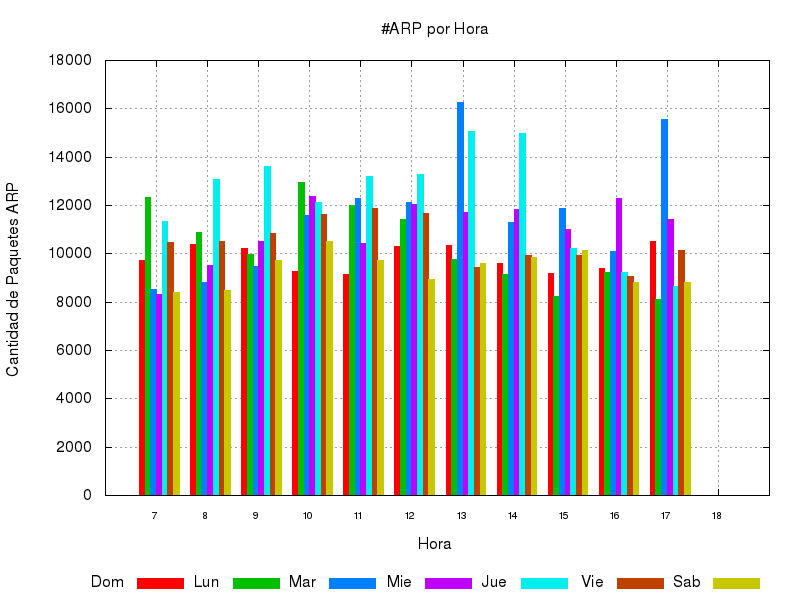 #ARP por Hora
18000
16000
14000
12000
10000
8000
6000
4000
2000
0
Cantidad de Paquetes ARP
7 8 9 10 11 12 13 14 15 16 17 18
Hora
Dom Lun Mar Mie Jue Vie Sab